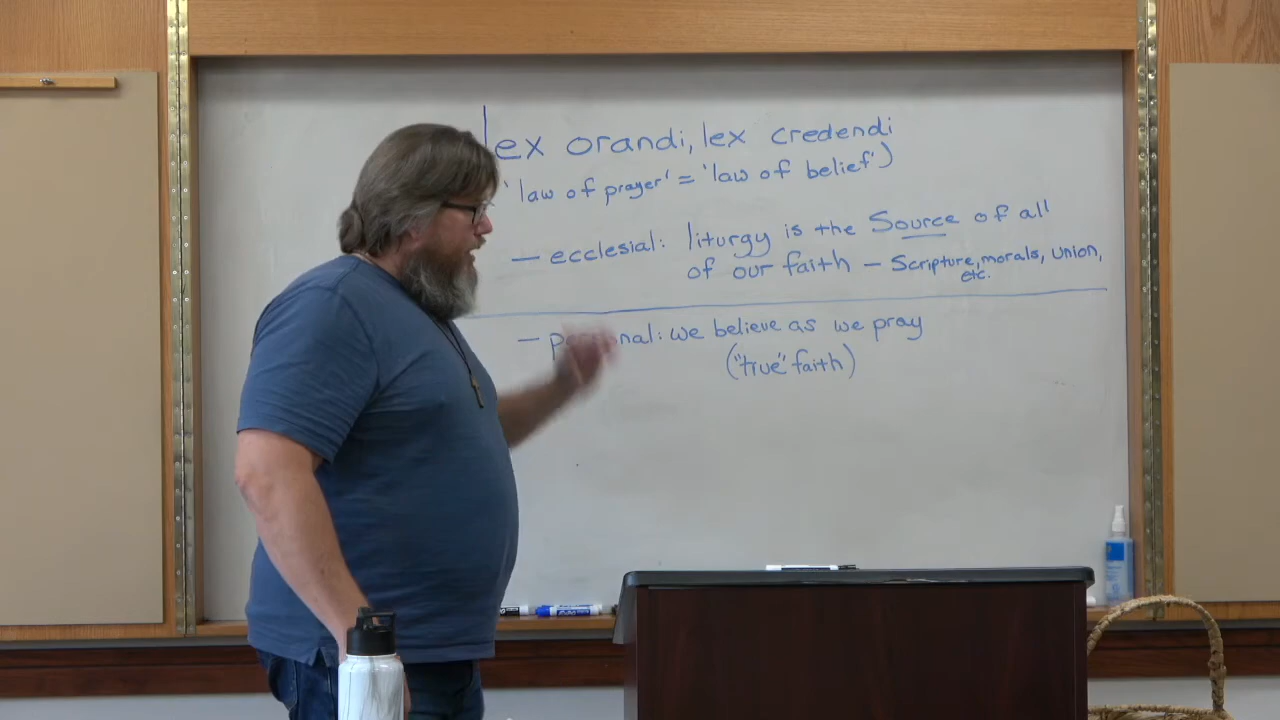 lex orandi, lex credendi
'law of prayer' = 'law of belief')
— ecclesial: liturgy is the Source of all
of our faith — Scripture, morals, union,
etc.
— personal: we believe as we pray
("true" faith)